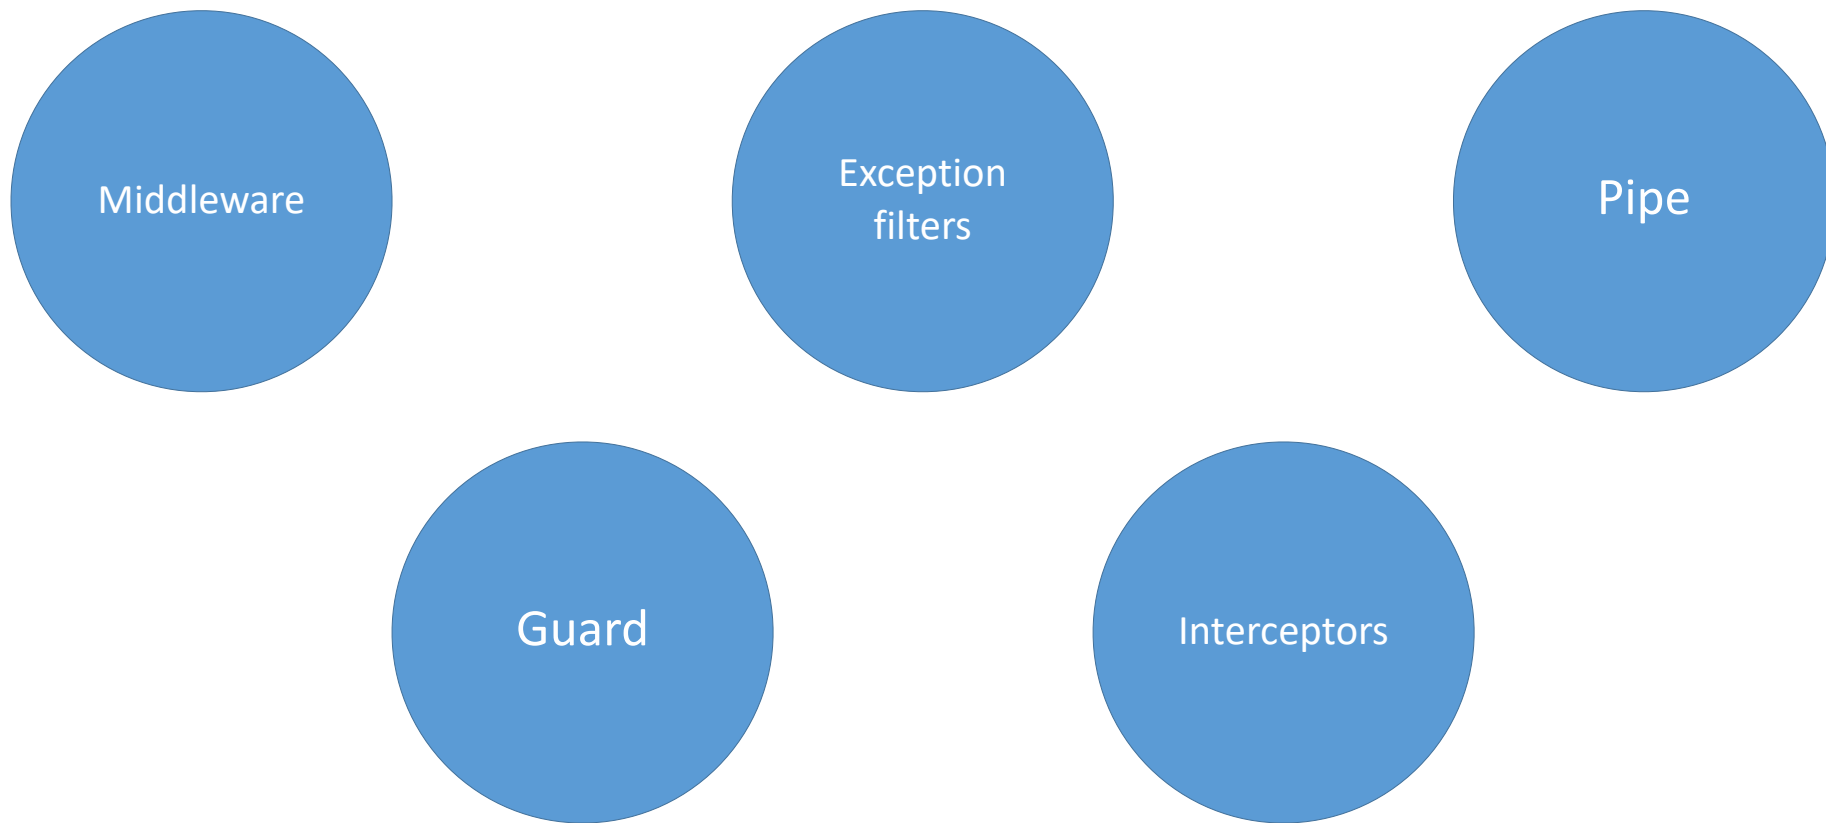 Middleware
Exception
filters
Pipe
Guard
Interceptors